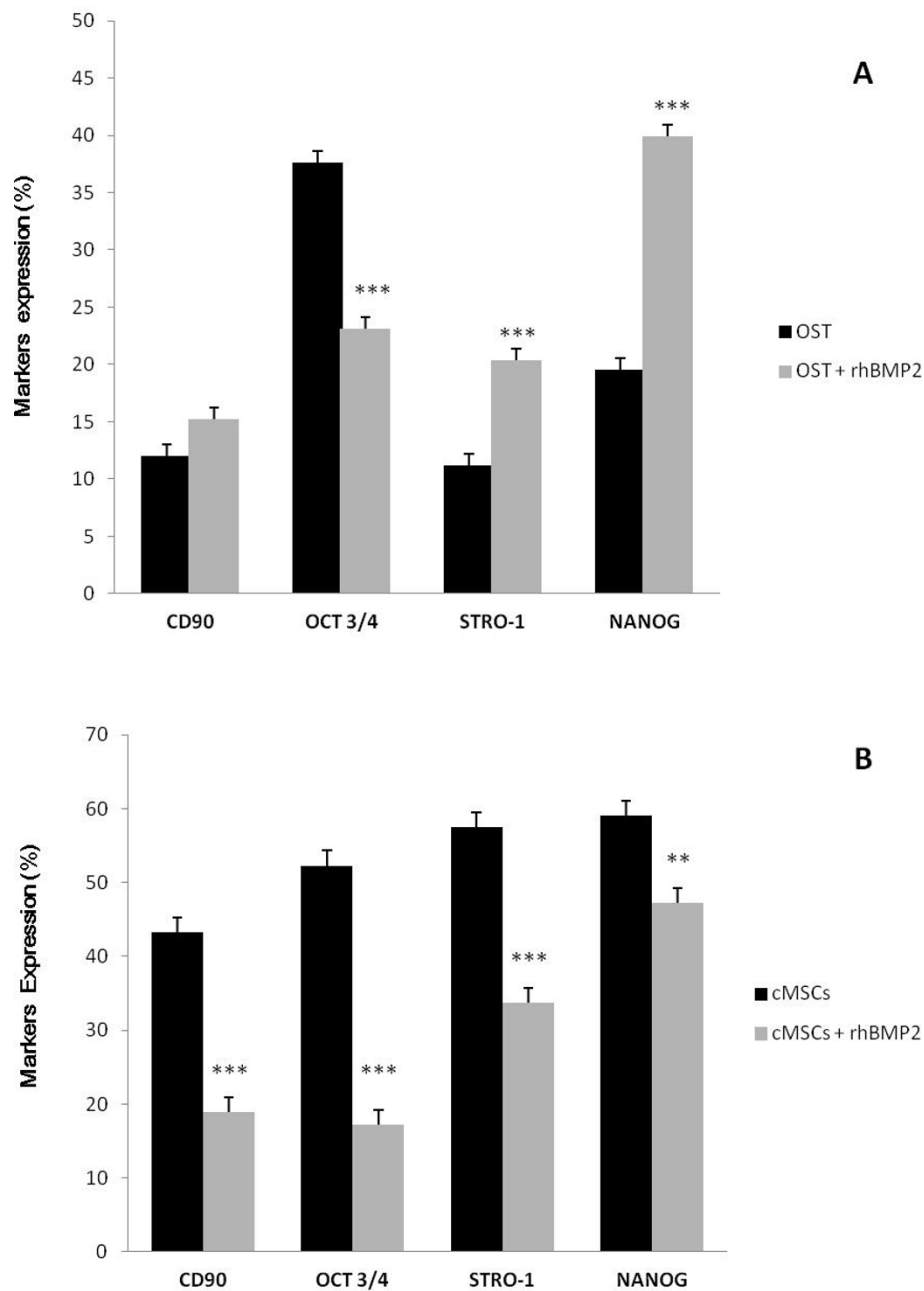 50
A
45
***
40
35
30
***
25
***
20
15
10
5
0
Markers expression (%)
OST
OST + rhBMP2
CD90 OCT 3/4 STRO-1 NANOG
70
B
60
**
50
40
***
30
*** ***
20
10
0
Markers Expression (%)
cMSCs
cMSCs + rhBMP2
CD90 OCT 3/4 STRO-1 NANOG